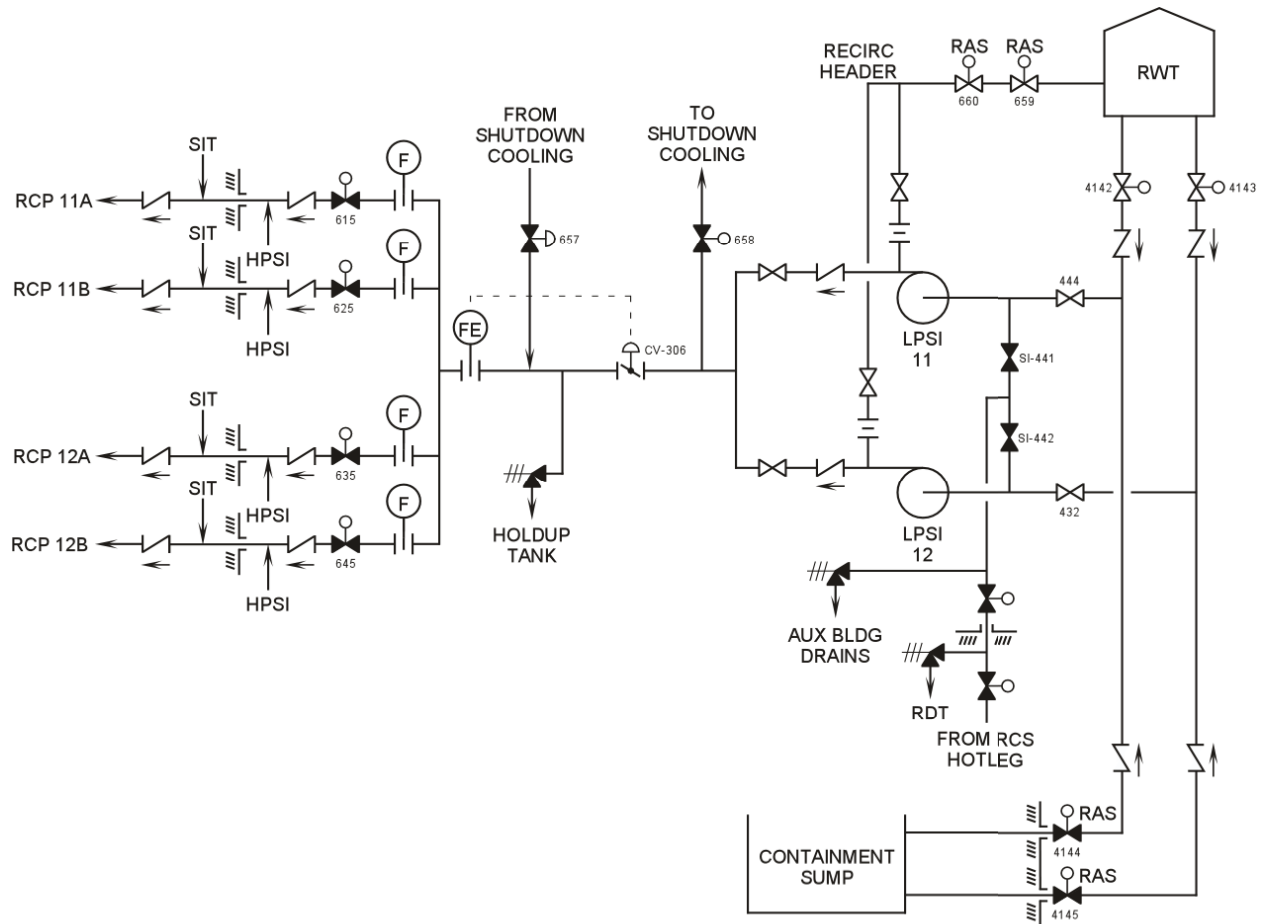 RECIRC
HEADER
RAS
RAS
660
659
RWT
FROM
SHUTDOWN
COOLING
TO
SHUTDOWN
COOLING
SIT
F
RCP 11A
615
HPSI
4142
4143
SIT
F
657
658
RCP 11B
625
HPSI
444
FE
CV-306
LPSI
11
SI-441
SIT
F
SI-442
RCP 12A
635
HPSI
SIT
F
432
RCP 12B
645
HPSI
HOLDUP
TANK
LPSI
12
AUX BLDG
DRAINS
RDT
FROM RCS
HOTLEG
CONTAINMENT
SUMP
RAS
4144
RAS
4145